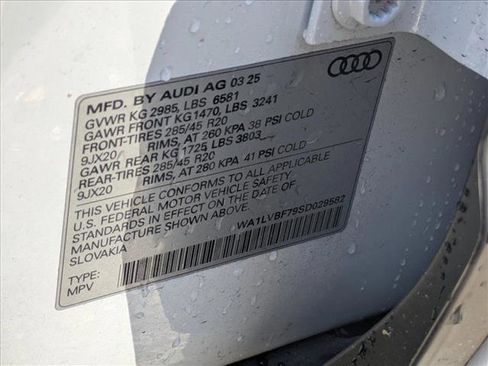 MFD. BY AUDI AG 03 25
GVWR KG 2985, LBS 6581
GAWR FRONT KG1470, LBS 3241
FRONT-TIRES 285/45 R20
9JX20 RIMS, AT 260 KPA 38 PSI COLD
GAWR REAR KG 1725 LBS 3803
REAR-TIRES 285/45 R20
9JX20 RIMS, AT 280 KPA 41 PSI COLD
THIS VEHICLE CONFORMS TO ALL APPLICABLE
U.S. FEDERAL MOTOR VEHICLE SAFETY
STANDARDS IN EFFECT ON THE DATE OF
MANUFACTURE SHOWN ABOVE.
SLOVAKIA
WA1LVBF79SD029582
TYPE:
MPV